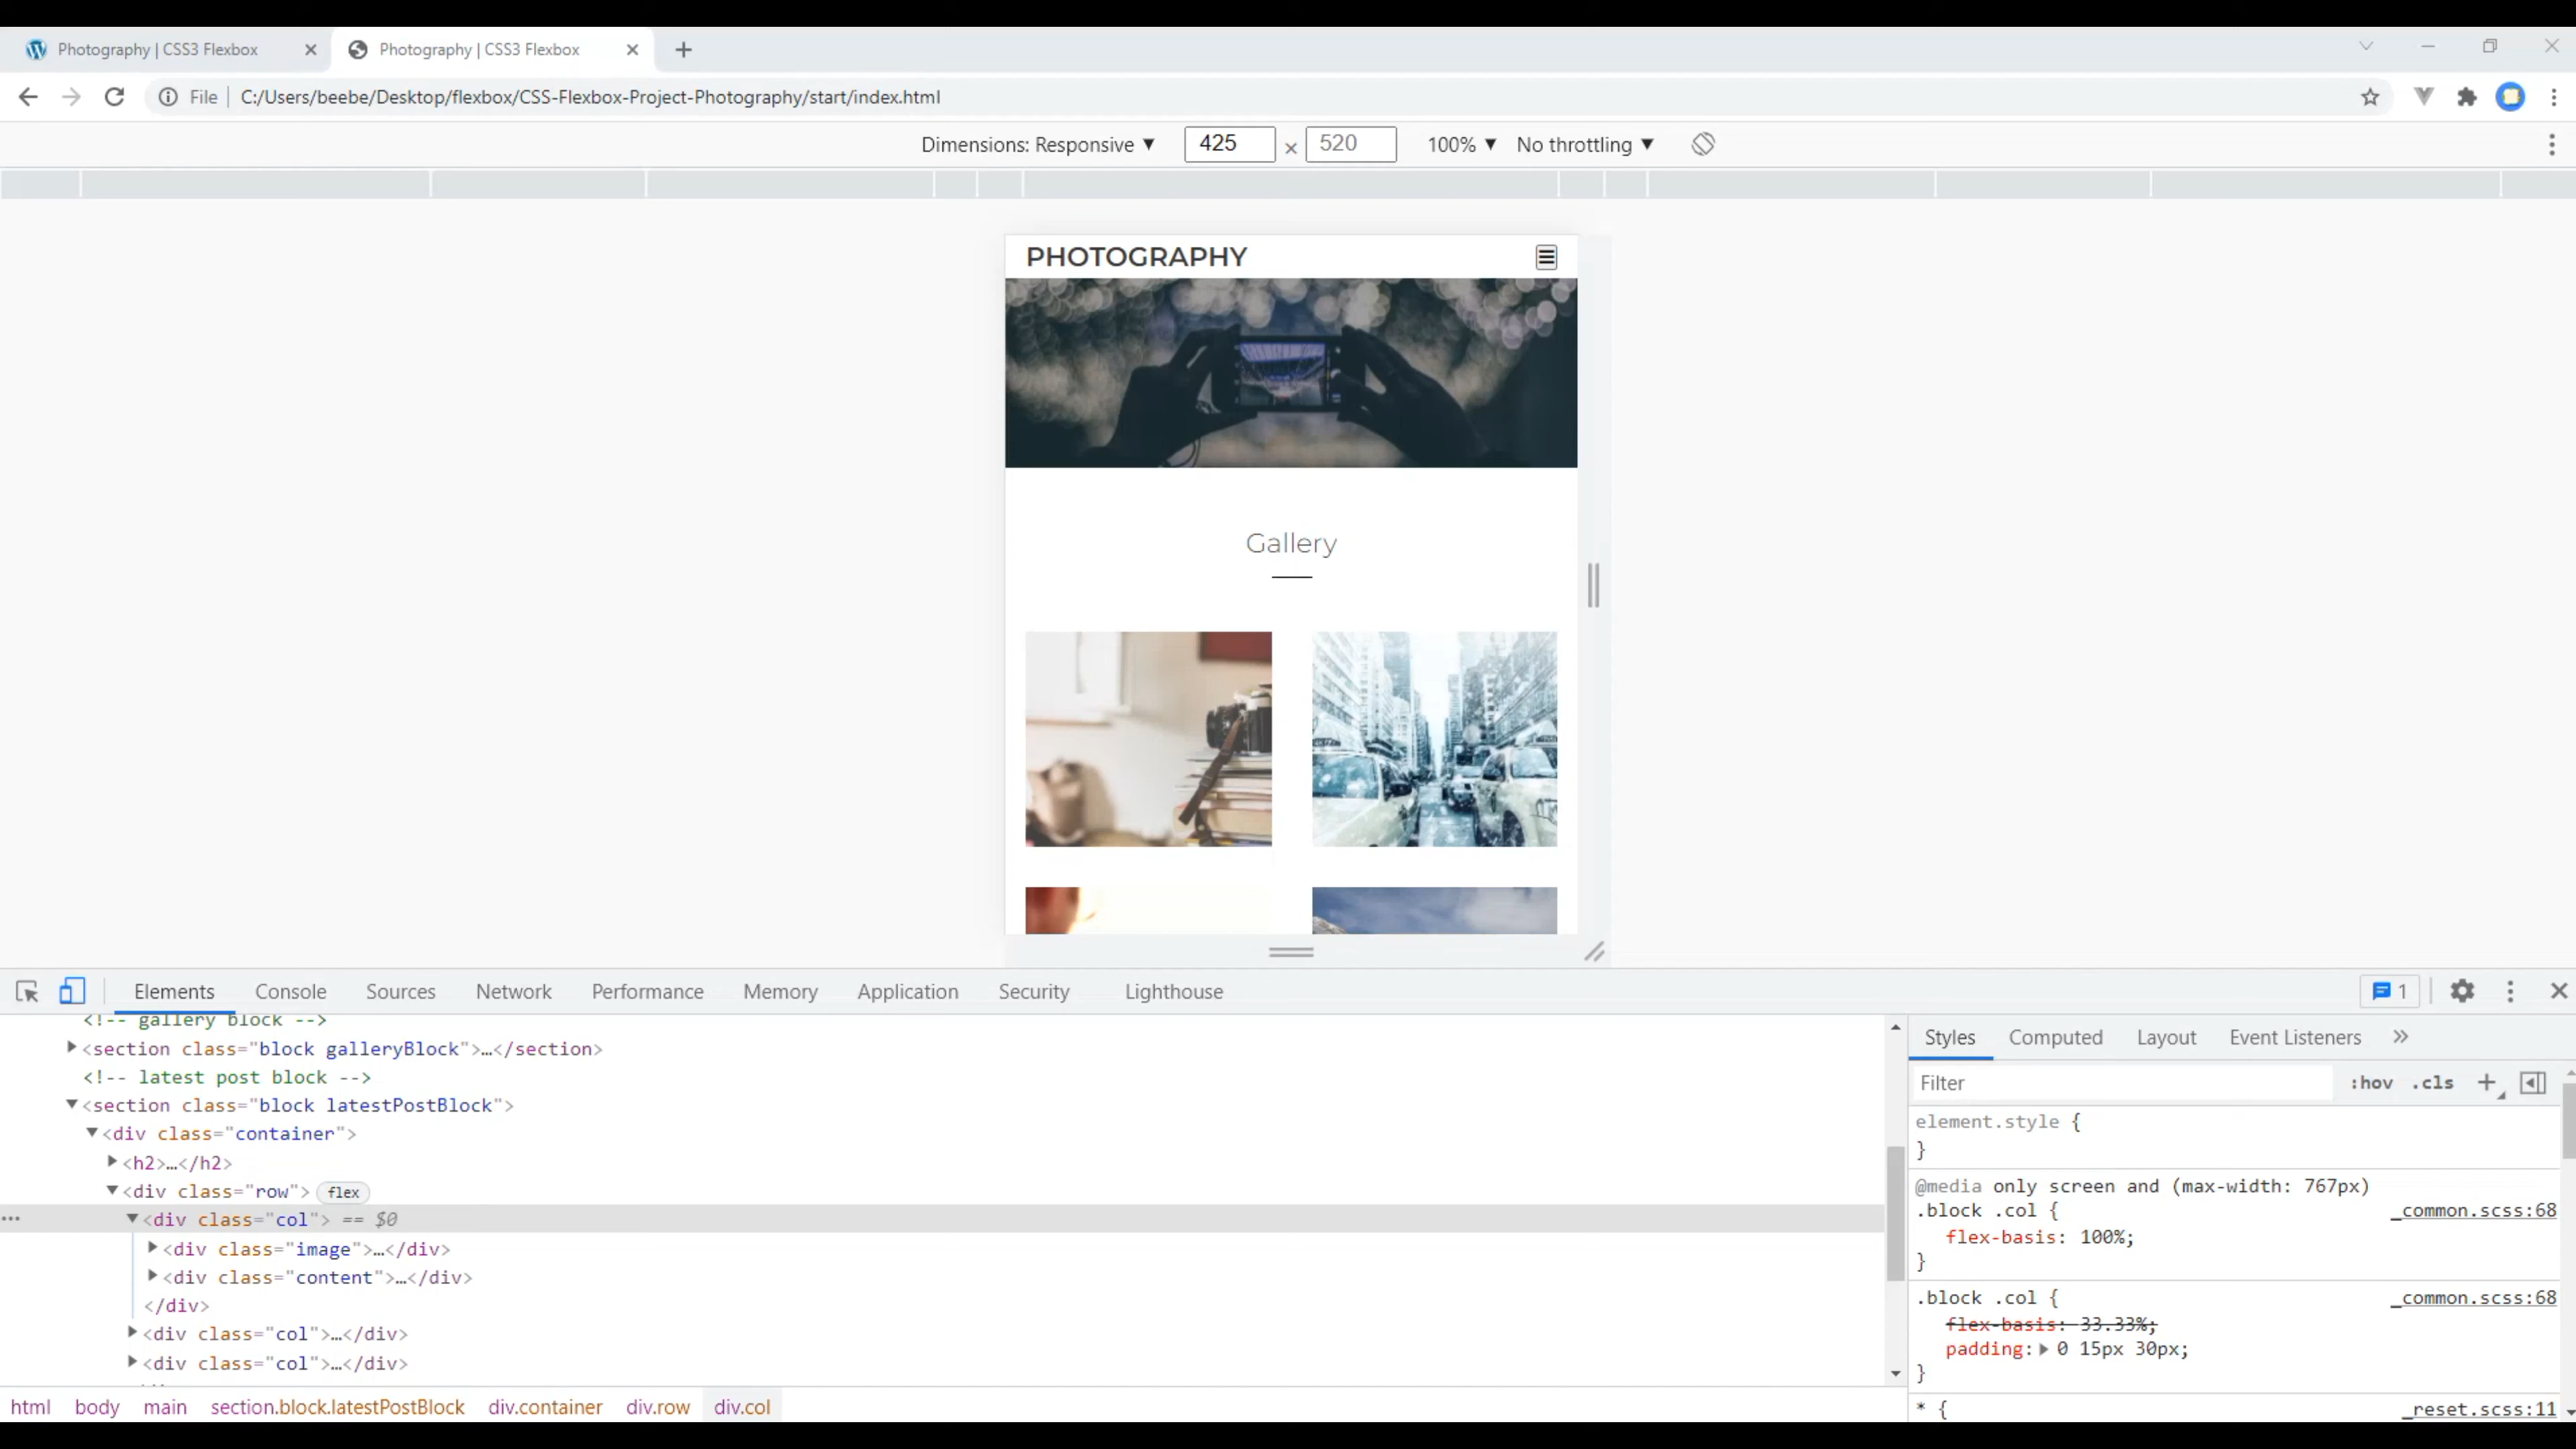 Photography | CSS3 Flexbox
Photography | CSS3 Flexbox
File
C:/Users/beebe/Desktop/flexbox/CSS-Flexbox-Project-Photography/start/index.html
Dimensions: Responsive ▼ 425 × 520 100% ▼ No throttling ▼
PHOTOGRAPHY
Gallery
Elements Console Sources Network Performance Memory Application Security Lighthouse 1
<!-- gallery block -->
<section class="block galleryBlock">…</section>
<!-- latest post block -->
<section class="block latestPostBlock">
<div class="container">
<h2>…</h2>
<div class="row"> flex
<div class="col"> == $0
<div class="image">…</div>
<div class="content">…</div>
</div>
<div class="col">…</div>
<div class="col">…</div>
html body main section.block.latestPostBlock div.container div.row div.col
Styles Computed Layout Event Listeners »
Filter :hov .cls +
element.style {
}
@media only screen and (max-width: 767px)
.block .col { _common.scss:68
flex-basis: 100%;
}
.block .col { _common.scss:68
flex-basis: 33.33%;
padding: 0 15px 30px;
}
* { _reset.scss:11